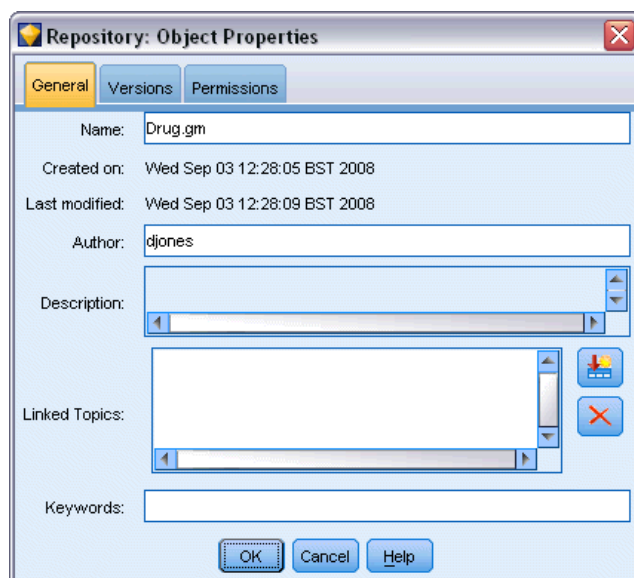 Repository: Object Properties
General Versions Permissions
Name: Drug.gm
Created on: Wed Sep 03 12:28:05 BST 2008
Last modified: Wed Sep 03 12:28:09 BST 2008
Author: djones
Description:
Linked Topics:
Keywords:
OK Cancel Help